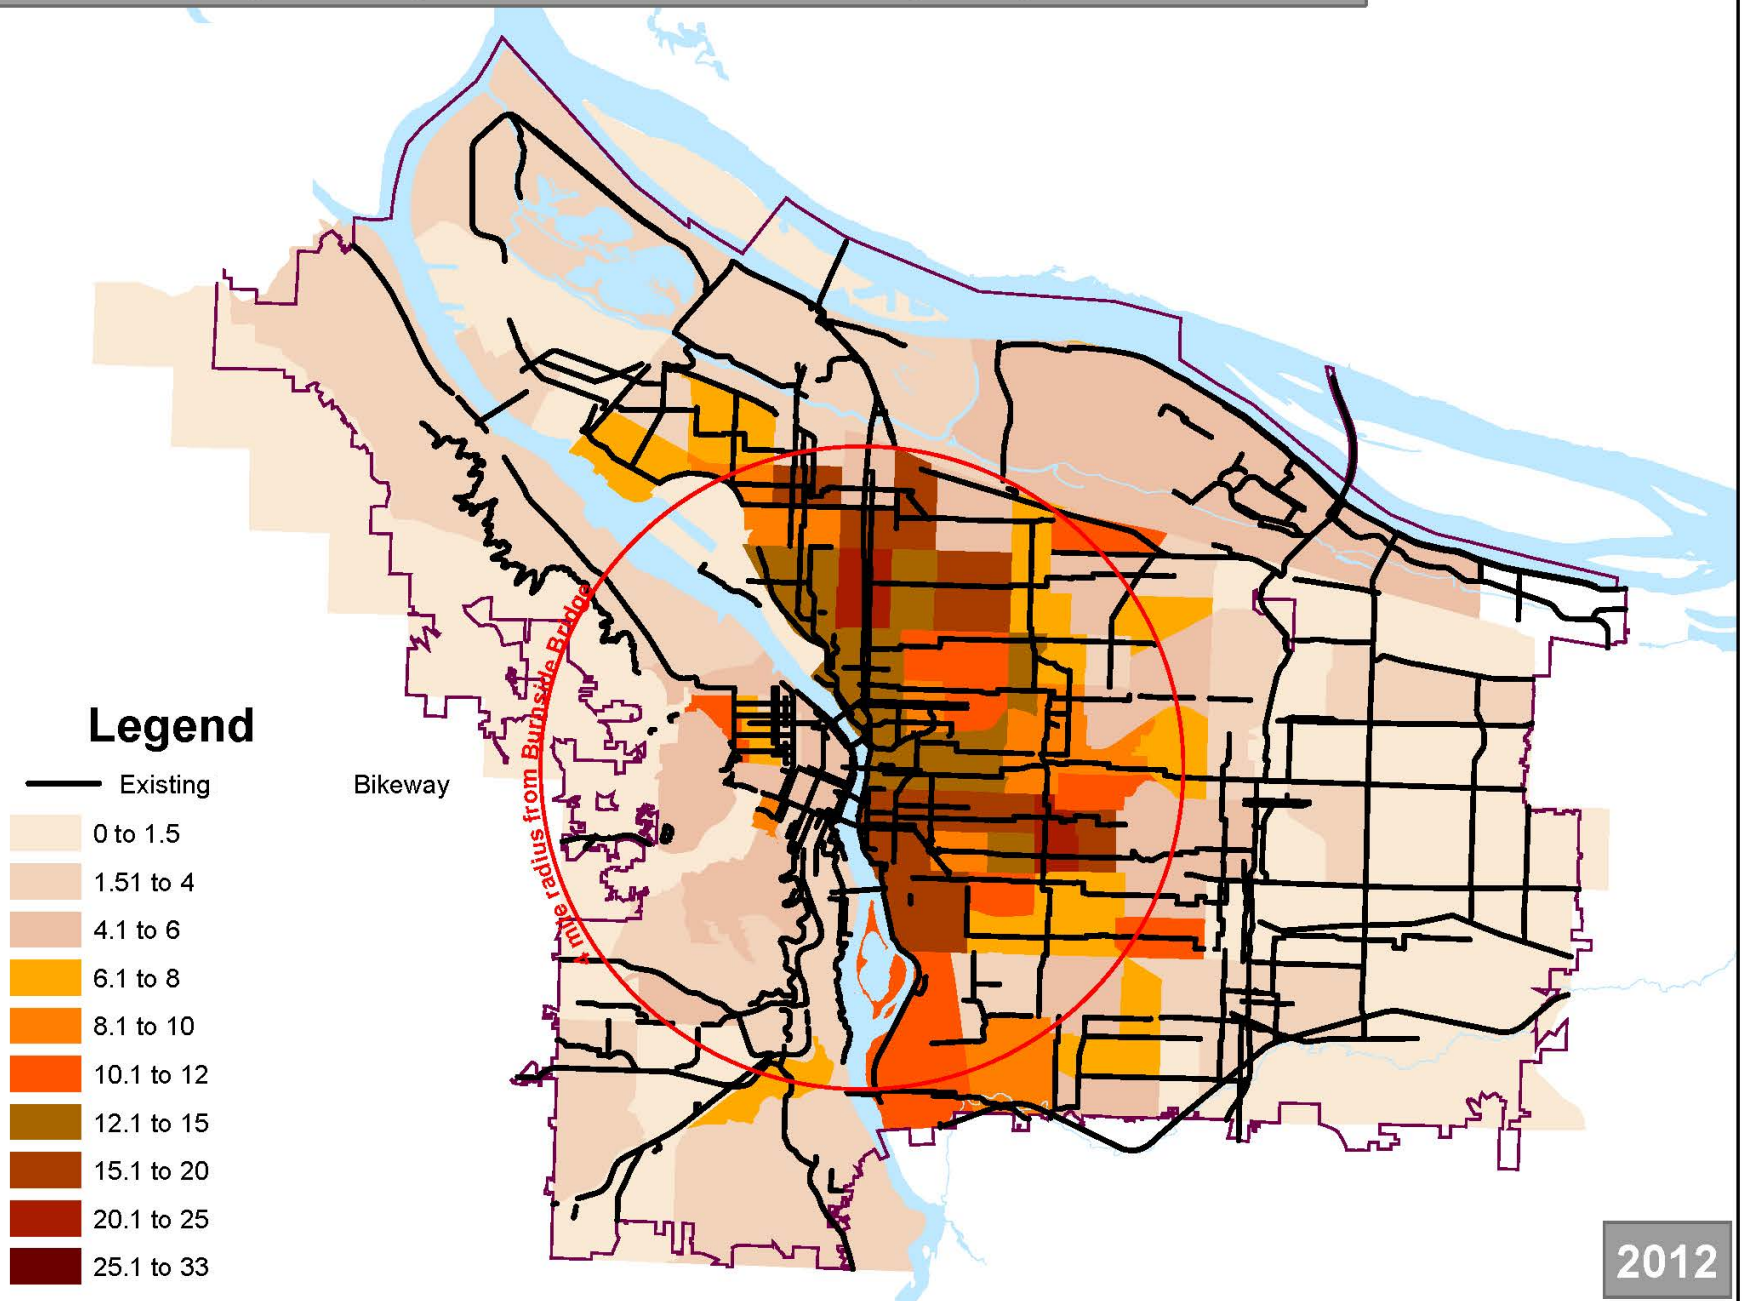 4 mile radius from Burnside Bridge
Legend
Existing Bikeway
0 to 1.5
1.51 to 4
4.1 to 6
6.1 to 8
8.1 to 10
10.1 to 12
12.1 to 15
15.1 to 20
20.1 to 25
25.1 to 33
2012